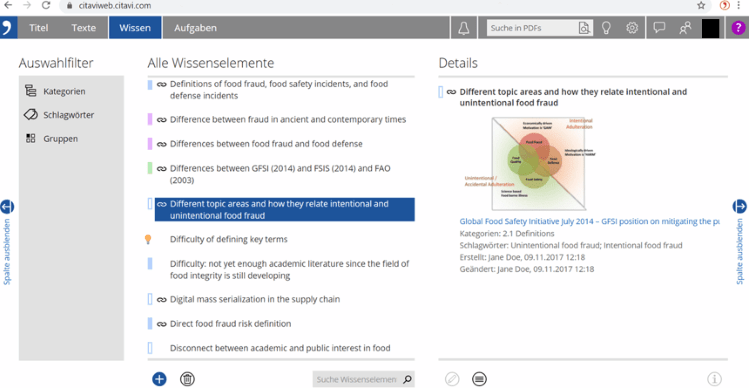 citaviweb.citavi.com
Titel
Texte
Wissen
Aufgaben
Suche in PDFs
?
Auswahlfilter
Kategorien
Schlagwörter
Gruppen
Spalte ausblenden
Alle Wissenselemente
Definitions of food fraud, food safety incidents, and food
defense incidents
Difference between fraud in ancient and contemporary times
Differences between food fraud and food defense
Differences between GFSI (2014) and FSIS (2014) and FAO
(2003)
Different topic areas and how they relate intentional and
unintentional food fraud
Difficulty of defining key terms
Difficulty: not yet enough academic literature since the field of
food integrity is still developing
Digital mass serialization in the supply chain
Direct food fraud risk definition
Disconnect between academic and public interest in food
Suche Wissenselemen
Details
Different topic areas and how they relate intentional and
unintentional food fraud
Intentional
Adulteration
Food Fraud
Food
Quality
Food
Defense
Food Safety
Unintentional /
Accidental Adulteration
Global Food Safety Initiative July 2014 – GFSI position on mitigating the pu
Kategorien: 2.1 Definitions
Schlagwörter: Unintentional food fraud; Intentional food fraud
Erstellt: Jane Doe, 09.11.2017 12:18
Geändert: Jane Doe, 09.11.2017 12:18
Spalte ausblenden